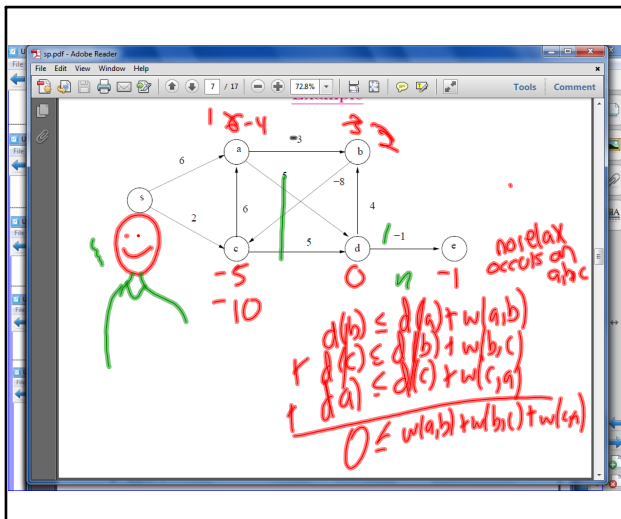 sp.pdf - Adobe Reader
File Edit View Window Help
7 / 17 72.8% Tools Comment
Example
1 8 -4 -3 -2
a -3 b
6 5 -8
s 6 4
2
c 5 d -1 e
-5 0 n -1
-10
no relax
occurs on
a,b,c
d(b) ≤ d(a) + w(a,b)
+ d(c) ≤ d(b) + w(b,c)
+ d(a) ≤ d(c) + w(c,a)
0 ≤ w(a,b) + w(b,c) + w(c,a)